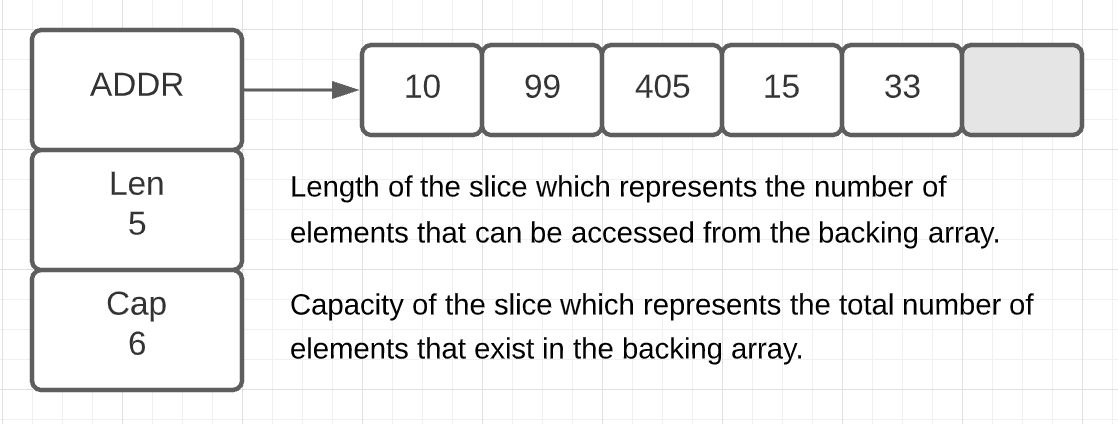 ADDR
10 99 405 15 33
Len
5
Length of the slice which represents the number of
elements that can be accessed from the backing array.
Cap
6
Capacity of the slice which represents the total number of
elements that exist in the backing array.